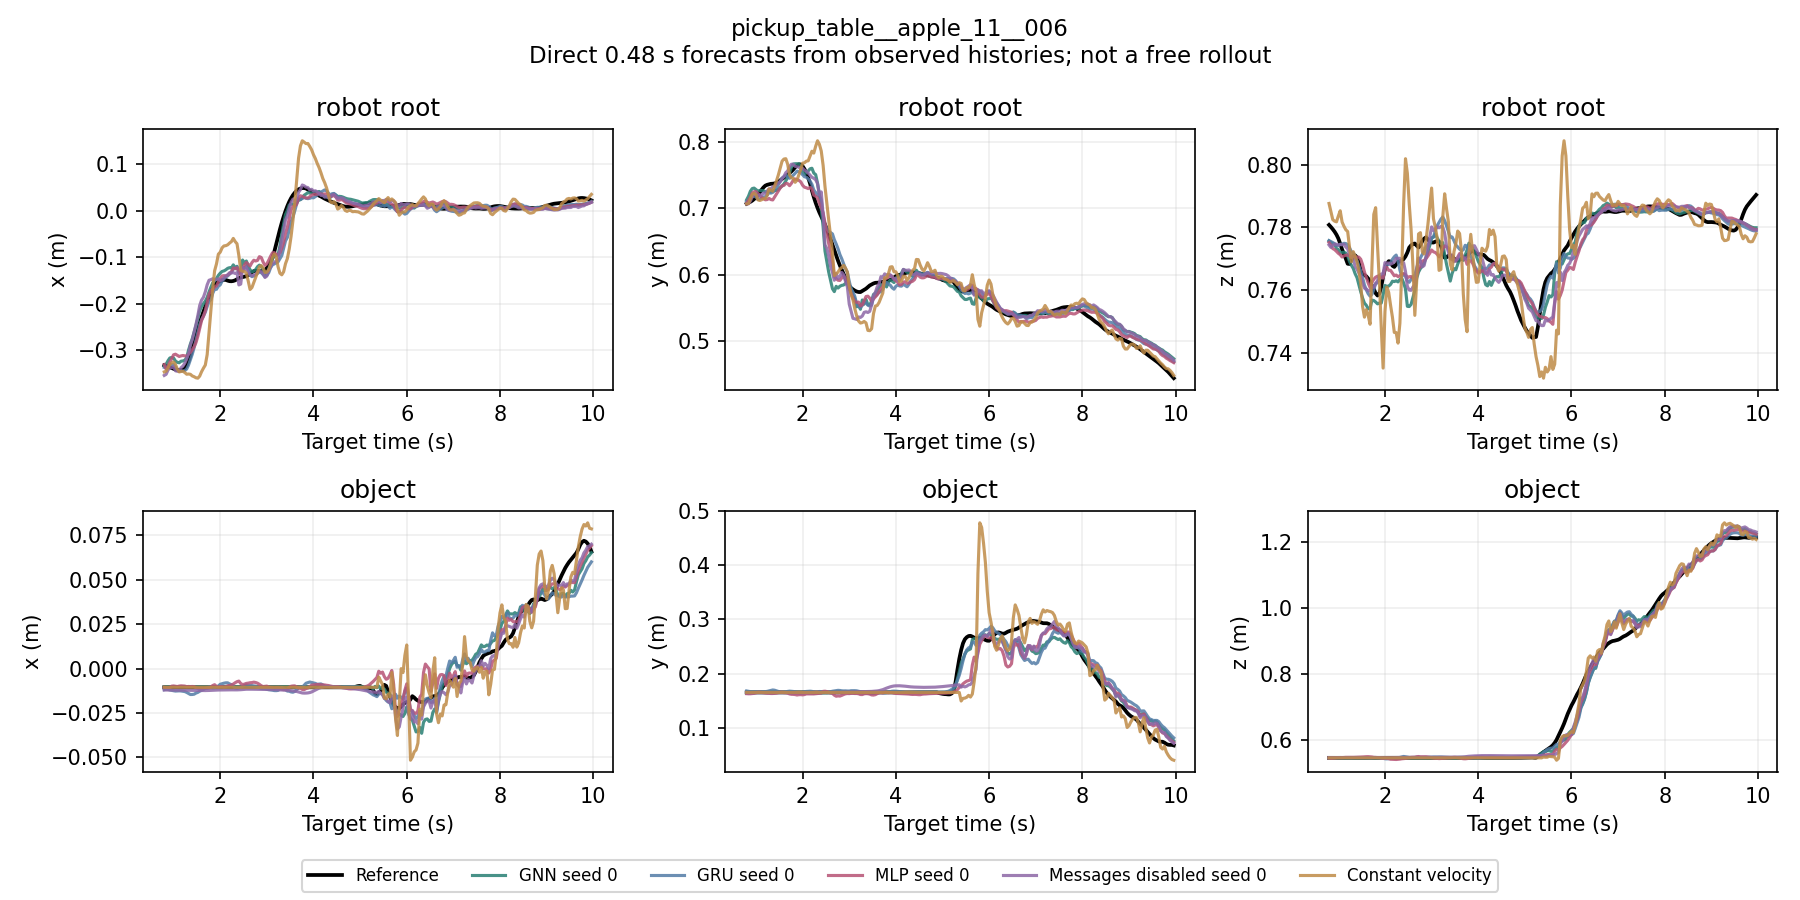 pickup_table__apple_11__006
Direct 0.48 s forecasts from observed histories; not a free rollout
robot root
robot root
robot root
x (m)
0.1
0.0
−0.1
−0.2
−0.3
2 4 6 8 10
Target time (s)
y (m)
0.8
0.7
0.6
0.5
2 4 6 8 10
Target time (s)
z (m)
0.80
0.78
0.76
0.74
2 4 6 8 10
Target time (s)
object
object
object
x (m)
0.075
0.050
0.025
0.000
−0.025
−0.050
2 4 6 8 10
Target time (s)
y (m)
0.5
0.4
0.3
0.2
0.1
2 4 6 8 10
Target time (s)
z (m)
1.2
1.0
0.8
0.6
2 4 6 8 10
Target time (s)
Reference GNN seed 0 GRU seed 0 MLP seed 0 Messages disabled seed 0 Constant velocity